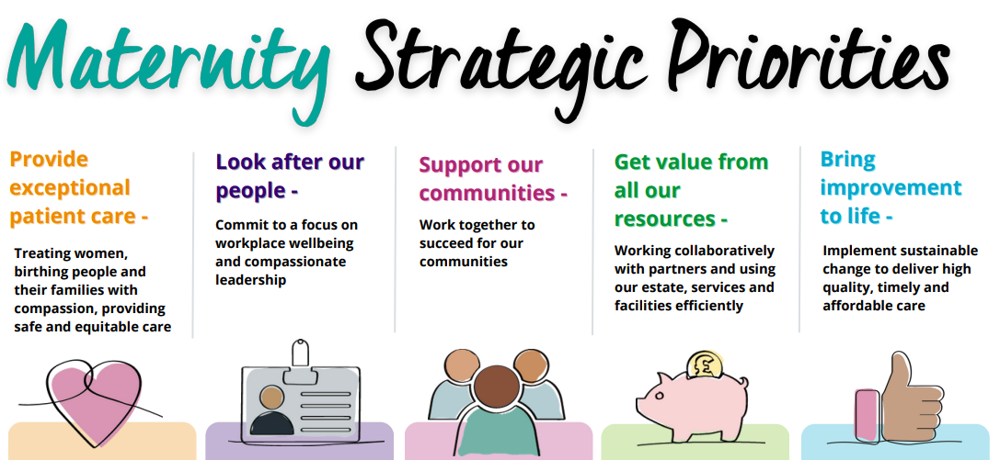 Maternity Strategic Priorities
Provide
exceptional
patient care -
Treating women,
birthing people and
their families with
compassion, providing
safe and equitable care
Look after our
people -
Commit to a focus on
workplace wellbeing
and compassionate
leadership
Support our
communities -
Work together to
succeed for our
communities
Get value from
all our
resources -
Working collaboratively
with partners and using
our estate, services and
facilities efficiently
£
Bring
improvement
to life -
Implement sustainable
change to deliver high
quality, timely and
affordable care